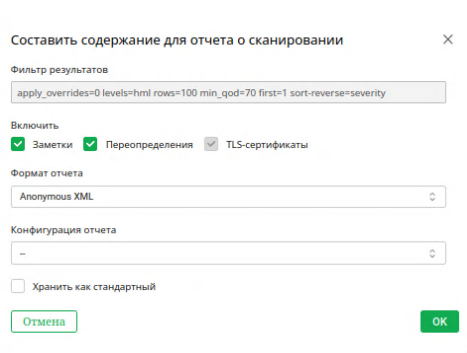 Составить содержание для отчета о сканировании
Фильтр результатов
apply_overrides=0 levels=hml rows=100 min_qod=70 first=1 sort-reverse=severity
Включить
Заметки Переопределения TLS-сертификаты
Формат отчета
Anonymous XML
Конфигурация отчета
--
Хранить как стандартный
Отмена OK